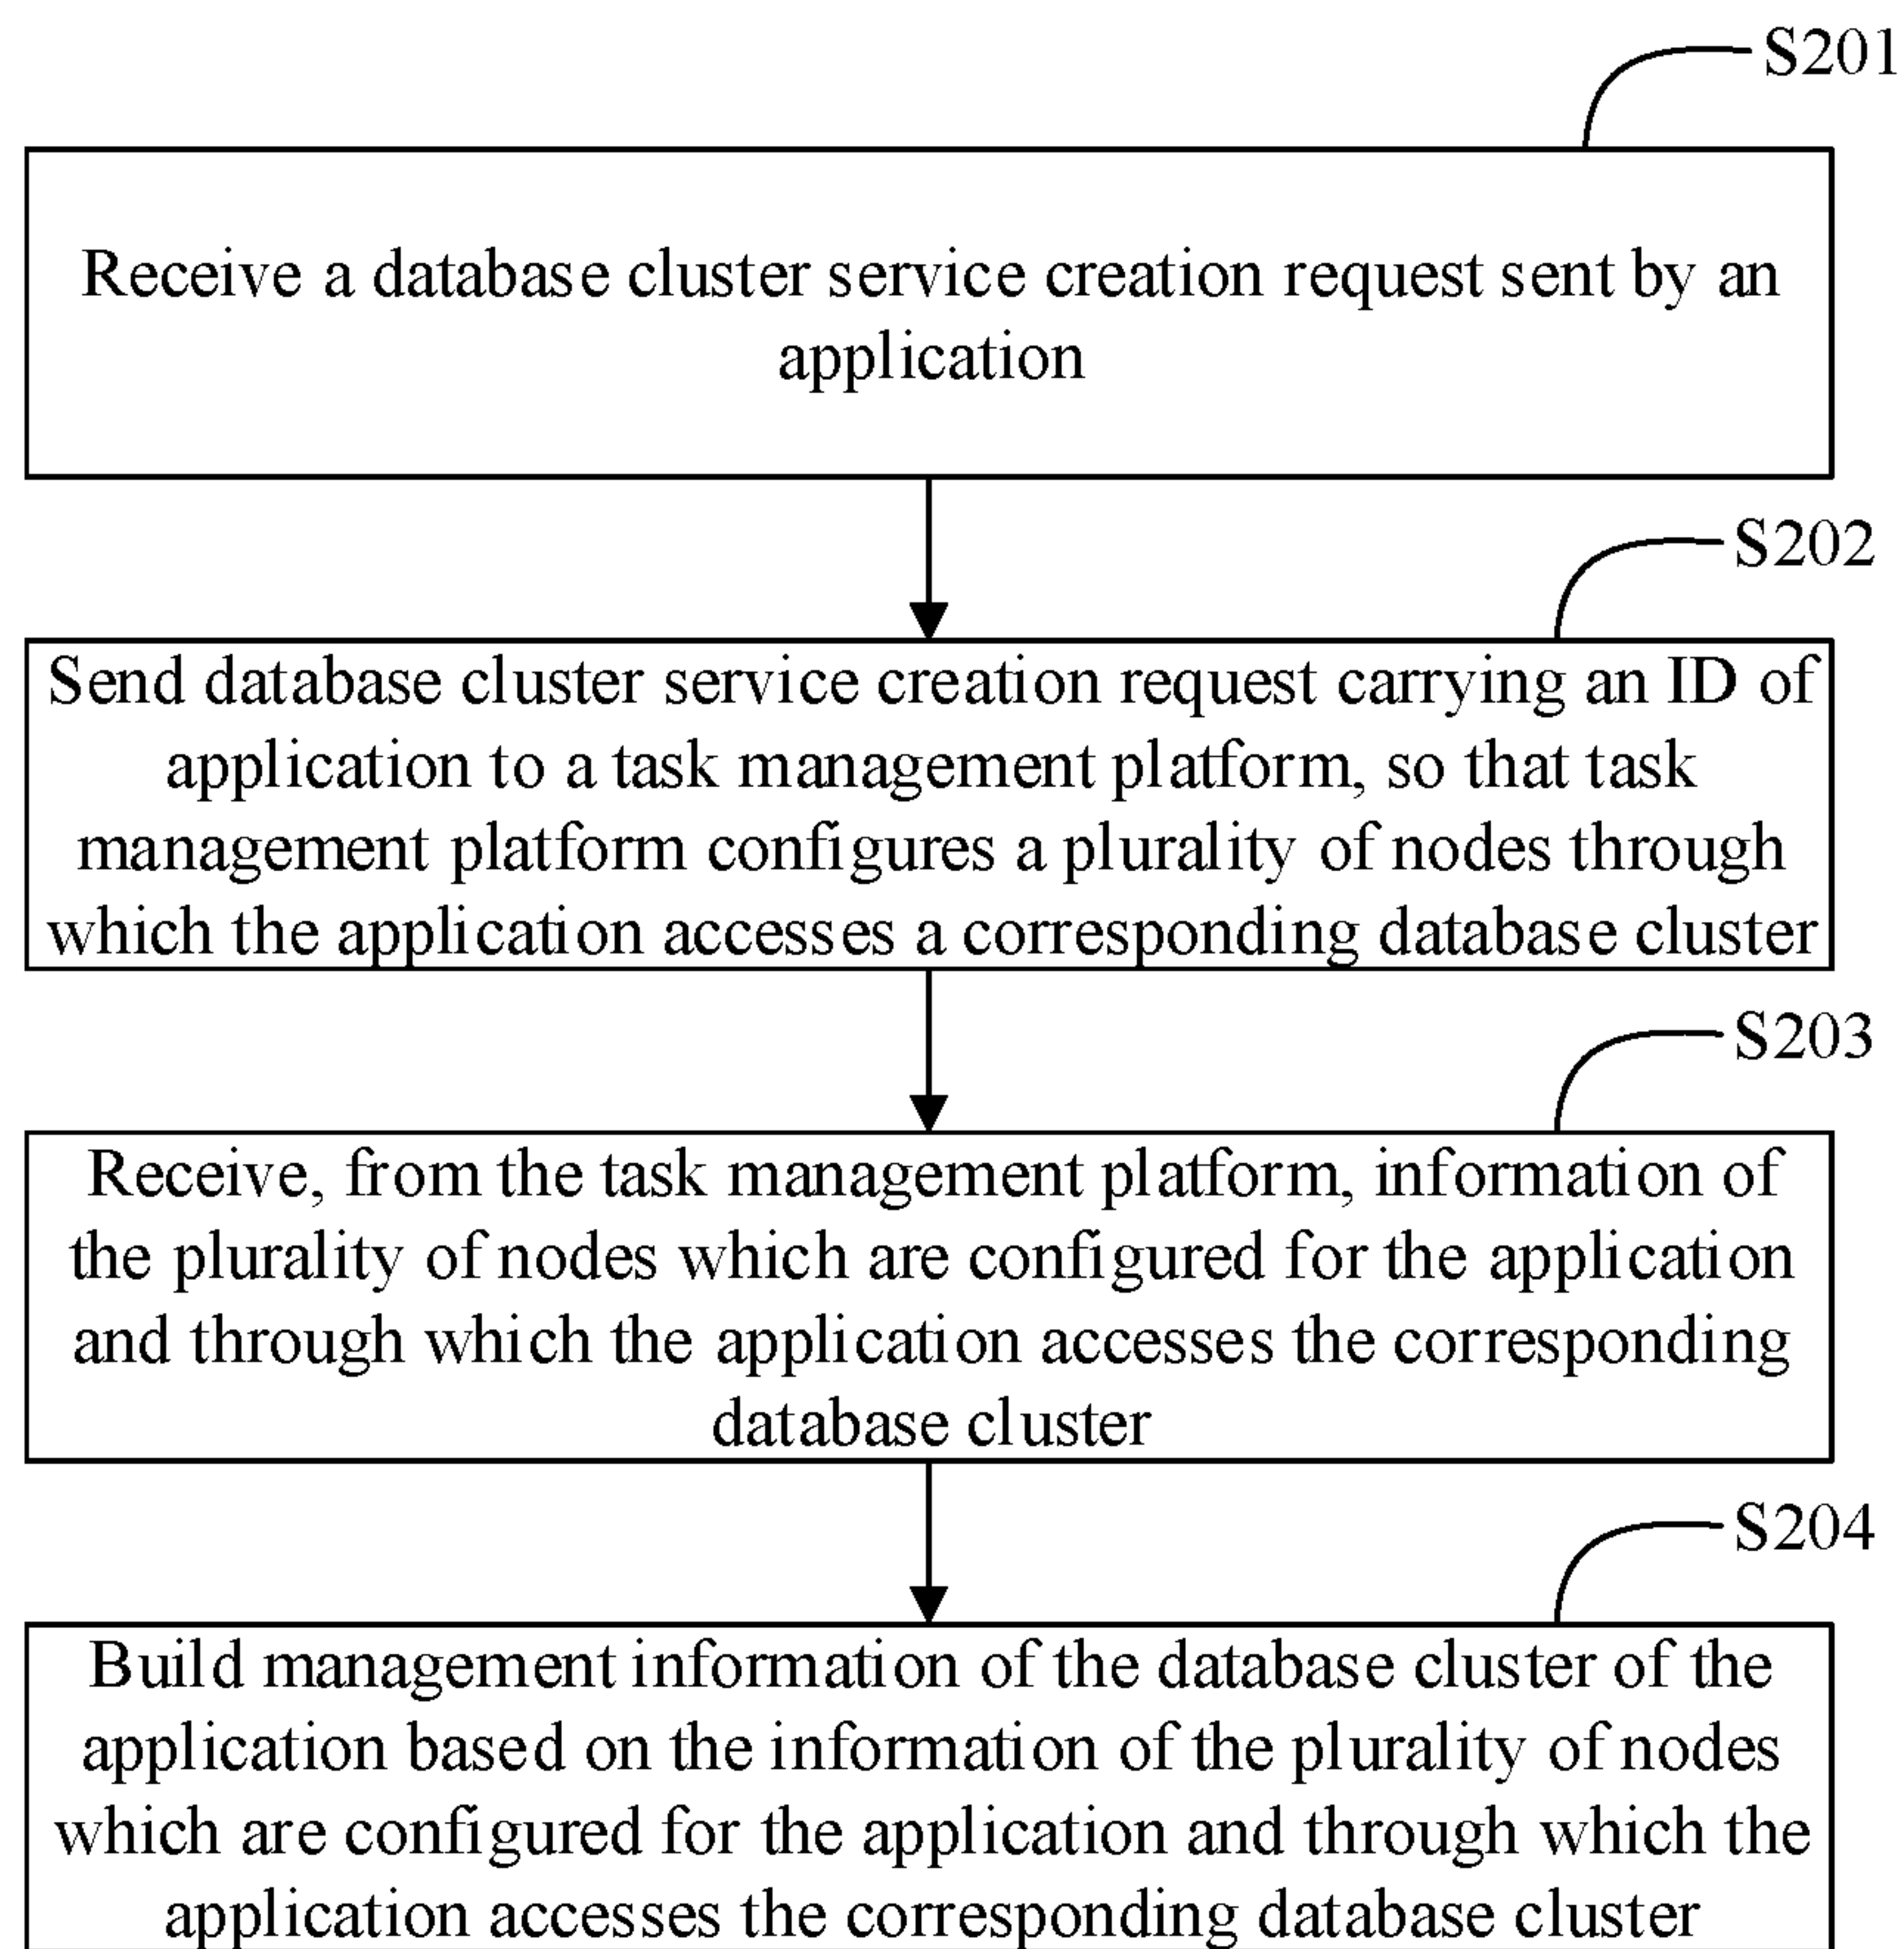 S201
Receive a database cluster service creation request sent by an
application
S202
Send database cluster service creation request carrying an ID of
application to a task management platform, so that task
management platform configures a plurality of nodes through
which the application accesses a corresponding database cluster
S203
Receive, from the task management platform, information of
the plurality of nodes which are configured for the application
and through which the application accesses the corresponding
database cluster
S204
Build management information of the database cluster of the
application based on the information of the plurality of nodes
which are configured for the application and through which the
application accesses the corresponding database cluster